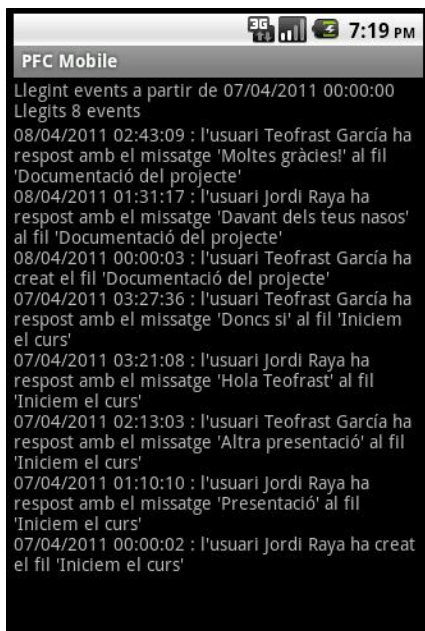 3G 7:19 PM
PFC Mobile
Llegint events a partir de 07/04/2011 00:00:00
Llegits 8 events
08/04/2011 02:43:09 : l'usuari Teofrast García ha
respost amb el missatge 'Moltes gràcies!' al fil
'Documentació del projecte'
08/04/2011 01:31:17 : l'usuari Jordi Raya ha
respost amb el missatge 'Davant dels teus nasos'
al fil 'Documentació del projecte'
08/04/2011 00:00:03 : l'usuari Teofrast García ha
creat el fil 'Documentació del projecte'
07/04/2011 03:27:36 : l'usuari Teofrast García ha
respost amb el missatge 'Doncs si' al fil 'Iniciem
el curs'
07/04/2011 03:21:08 : l'usuari Jordi Raya ha
respost amb el missatge 'Hola Teofrast' al fil
'Iniciem el curs'
07/04/2011 02:13:03 : l'usuari Teofrast García ha
respost amb el missatge 'Altra presentació' al fil
'Iniciem el curs'
07/04/2011 01:10:10 : l'usuari Jordi Raya ha
respost amb el missatge 'Presentació' al fil
'Iniciem el curs'
07/04/2011 00:00:02 : l'usuari Jordi Raya ha creat
el fil 'Iniciem el curs'